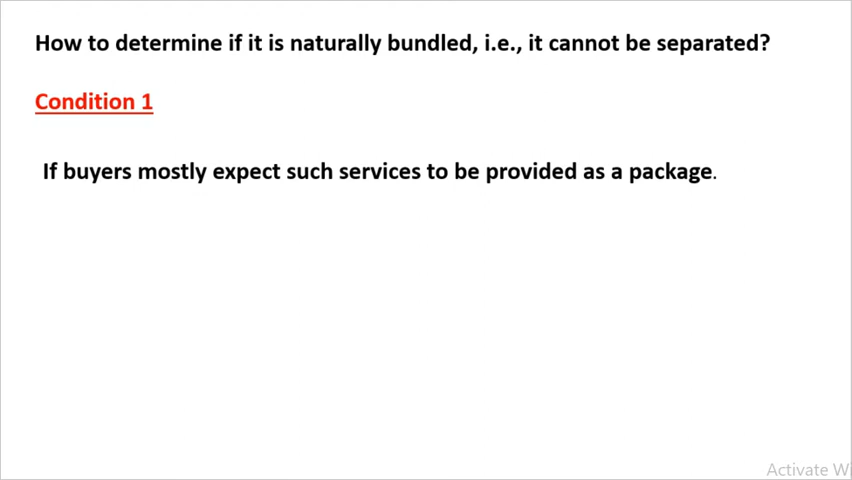 How to determine if it is naturally bundled, i.e., it cannot be separated?
Condition 1
If buyers mostly expect such services to be provided as a package.
Activate